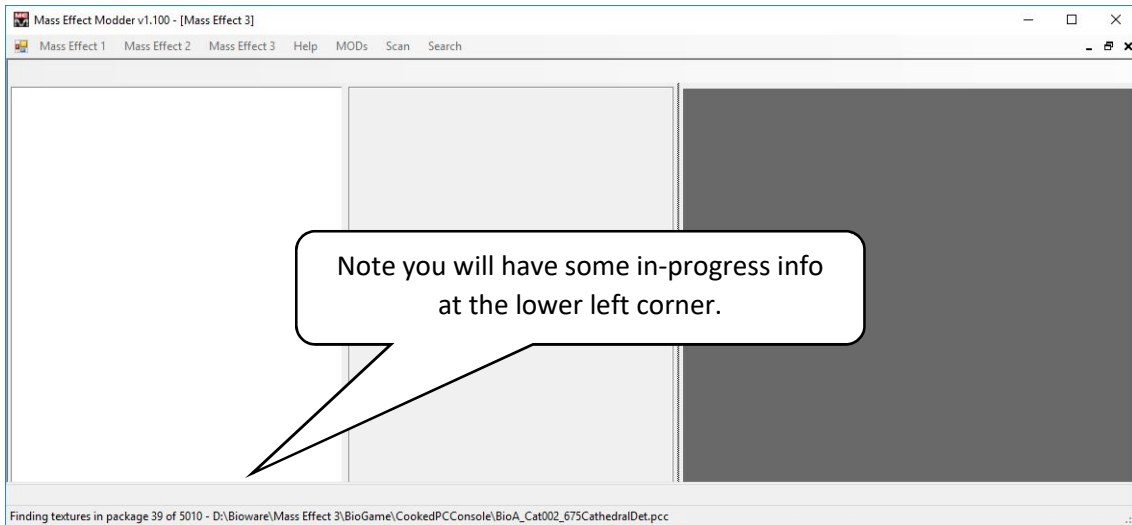 Mass Effect Modder v1.100 - [Mass Effect 3]
Mass Effect 1 Mass Effect 2 Mass Effect 3 Help MODs Scan Search
Note you will have some in-progress info
at the lower left corner.
Finding textures in package 39 of 5010 - D:\Bioware\Mass Effect 3\BioGame\CookedPCConsole\BioA_Cat002_675CathedralDet.pcc